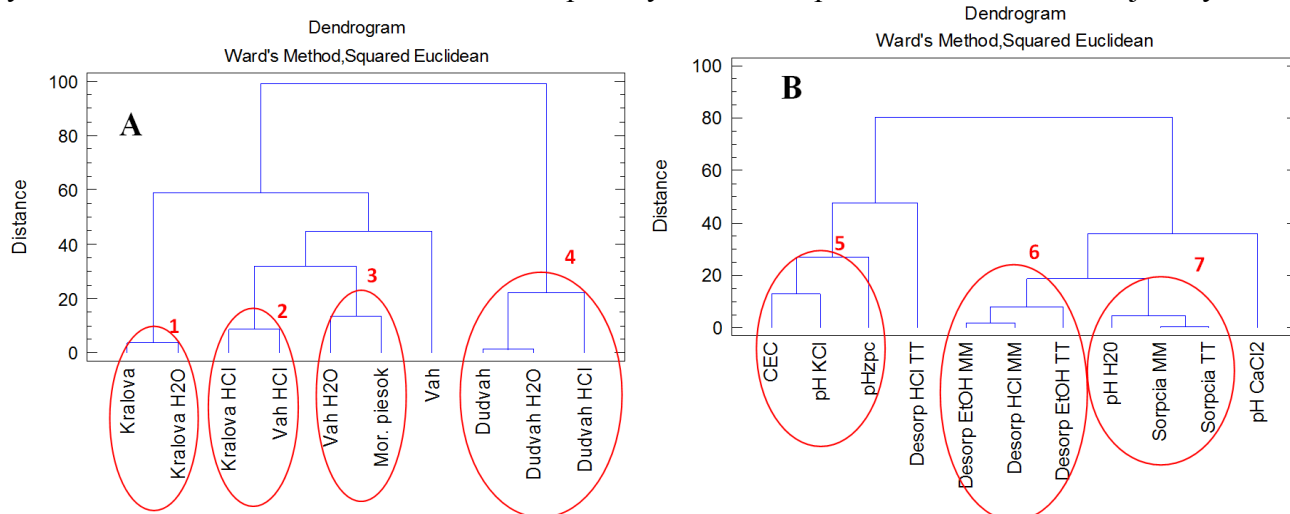 Dendrogram
Ward's Method,Squared Euclidean
A
Distance
100
80
60
40
20
0
1
2
3
4
Kralova
Kralova H2O
Kralova HCl
Vah HCl
Vah H2O
Mor. piesok
Vah
Dudvah
Dudvah H2O
Dudvah HCl
Dendrogram
Ward's Method,Squared Euclidean
B
Distance
100
80
60
40
20
0
5
6
7
CEC
pH KCl
pHzpc
Desorp HCl TT
Desorp EtOH MM
Desorp HCl MM
Desorp EtOH TT
pH H20
Sorpcia MM
Sorpcia TT
pH CaCl2